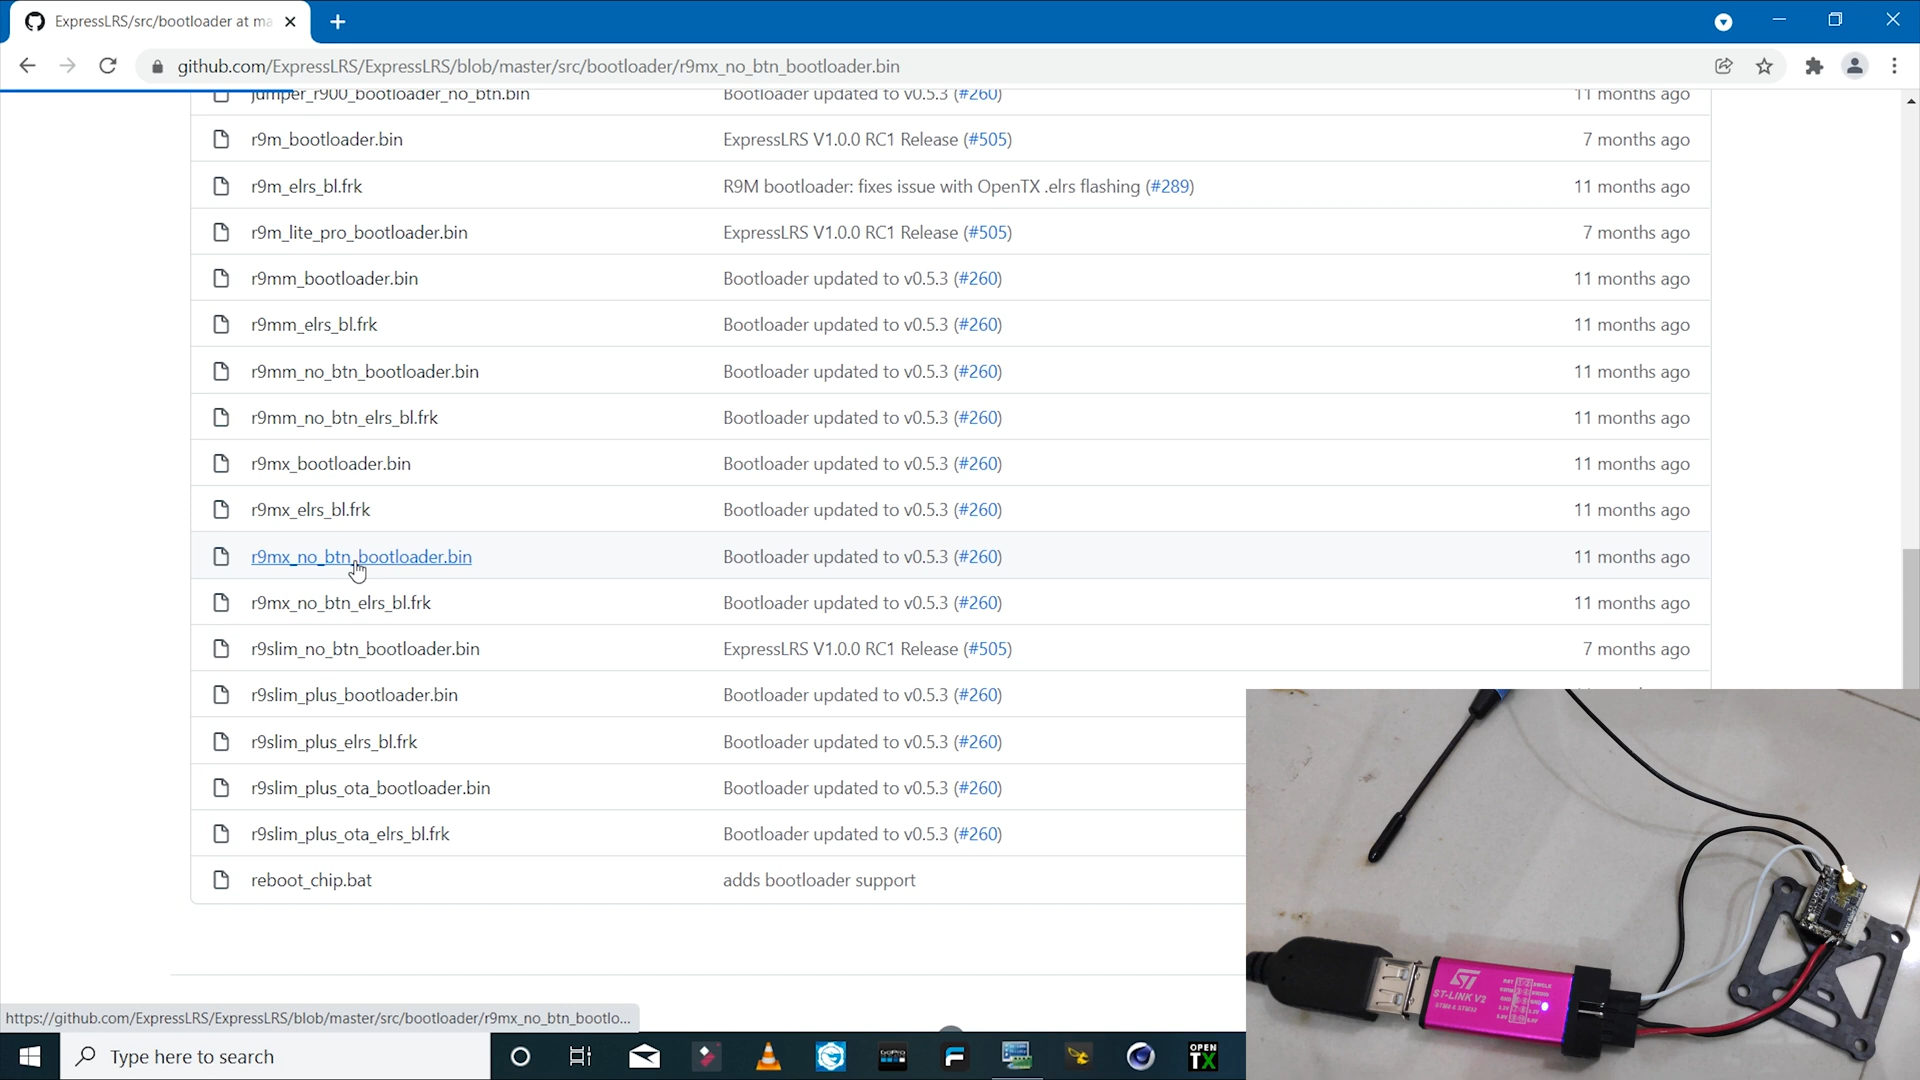 ExpressLRS/src/bootloader at ma
github.com/ExpressLRS/ExpressLRS/blob/master/src/bootloader/r9mx_no_btn_bootloader.bin
jumper_r900_bootloader_no_btn.bin Bootloader updated to v0.5.3 (#260) 11 months ago
r9m_bootloader.bin ExpressLRS V1.0.0 RC1 Release (#505) 7 months ago
r9m_elrs_bl.frk R9M bootloader: fixes issue with OpenTX .elrs flashing (#289) 11 months ago
r9m_lite_pro_bootloader.bin ExpressLRS V1.0.0 RC1 Release (#505) 7 months ago
r9mm_bootloader.bin Bootloader updated to v0.5.3 (#260) 11 months ago
r9mm_elrs_bl.frk Bootloader updated to v0.5.3 (#260) 11 months ago
r9mm_no_btn_bootloader.bin Bootloader updated to v0.5.3 (#260) 11 months ago
r9mm_no_btn_elrs_bl.frk Bootloader updated to v0.5.3 (#260) 11 months ago
r9mx_bootloader.bin Bootloader updated to v0.5.3 (#260) 11 months ago
r9mx_elrs_bl.frk Bootloader updated to v0.5.3 (#260) 11 months ago
r9mx_no_btn_bootloader.bin Bootloader updated to v0.5.3 (#260) 11 months ago
r9mx_no_btn_elrs_bl.frk Bootloader updated to v0.5.3 (#260) 11 months ago
r9slim_no_btn_bootloader.bin ExpressLRS V1.0.0 RC1 Release (#505) 7 months ago
r9slim_plus_bootloader.bin Bootloader updated to v0.5.3 (#260)
r9slim_plus_elrs_bl.frk Bootloader updated to v0.5.3 (#260)
r9slim_plus_ota_bootloader.bin Bootloader updated to v0.5.3 (#260)
r9slim_plus_ota_elrs_bl.frk Bootloader updated to v0.5.3 (#260)
reboot_chip.bat adds bootloader support
ST-LINK V2
https://github.com/ExpressLRS/ExpressLRS/blob/master/src/bootloader/r9mx_no_btn_bootlo...
Type here to search
GoPro
OPEN
TX